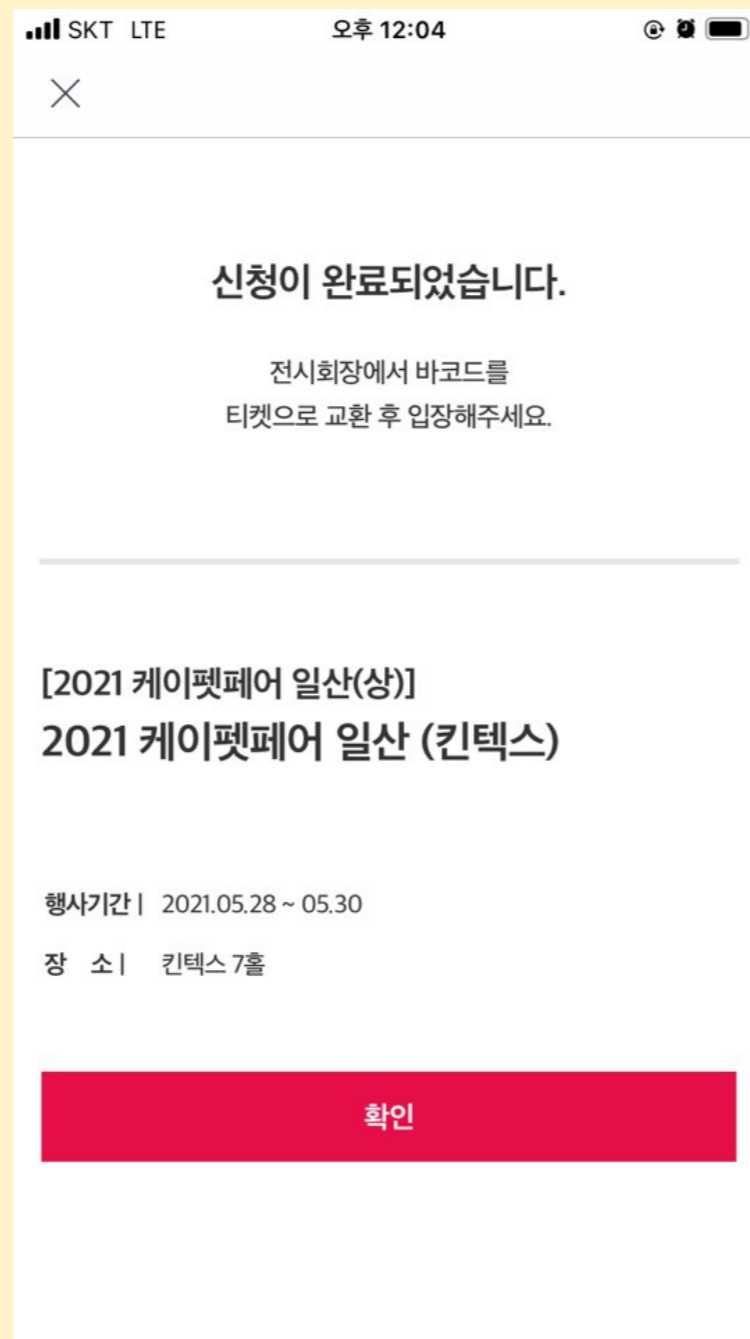 SKT LTE 오후 12:04
신청이 완료되었습니다.
전시회장에서 바코드를
티켓으로 교환 후 입장해주세요.
[2021 케이펫페어 일산(상)]
2021 케이펫페어 일산 (킨텍스)
행사기간 | 2021.05.28 ~ 05.30
장 소 | 킨텍스 7홀
확인